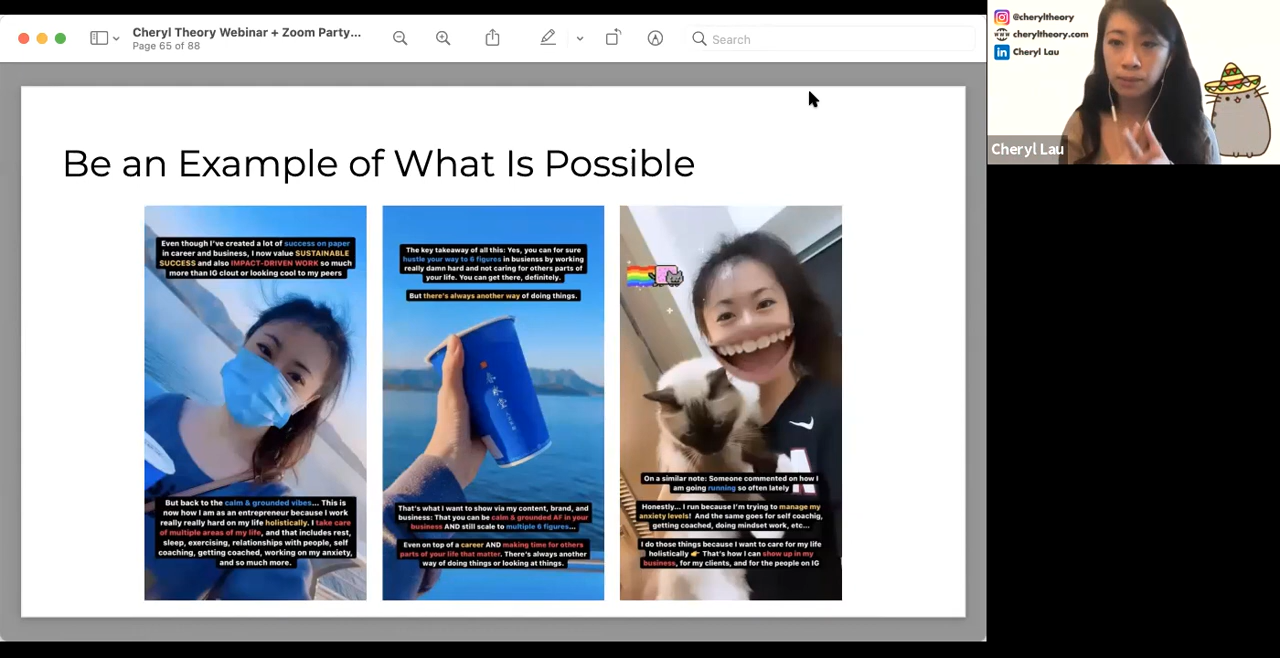 Cheryl Theory Webinar + Zoom Party...
Page 65 of 88
Search
@cheryltheory
cheryltheory.com
in Cheryl Lau
Cheryl Lau
Be an Example of What Is Possible
Even though I've created a lot of success on paper
in career and business, I now value SUSTAINABLE
SUCCESS and also IMPACT-DRIVEN WORK so much
more than IG clout or looking cool to my peers
But back to the calm & grounded vibes... This is
now how I am as an entrepreneur because I work
really really hard on my life holistically. I take care
of multiple areas of my life, and that includes rest,
sleep, exercising, relationships with people, self
coaching, getting coached, working on my anxiety,
and so much more.
The key takeaway of all this: Yes, you can for sure
hustle your way to 6 figures in busienss by working
really damn hard and not caring for others parts of
your life. You can get there, definitely.
But there's always another way of doing things.
春水堂
That's what I want to show via my content, brand, and
business: That you can be calm & grounded AF in your
business AND still scale to multiple 6 figures...
Even on top of a career AND making time for others
parts of your life that matter. There's always another
way of doing things or looking at things.
On a similar note: Someone commented on how I
am going running so often lately
Honestly... I run because I'm trying to manage my
anxiety levels! And the same goes for self coachig,
getting coached, doing mindset work, etc...
I do those things because I want to care for my life
holistically 👉 That's how I can show up in my
business, for my clients, and for the people on IG